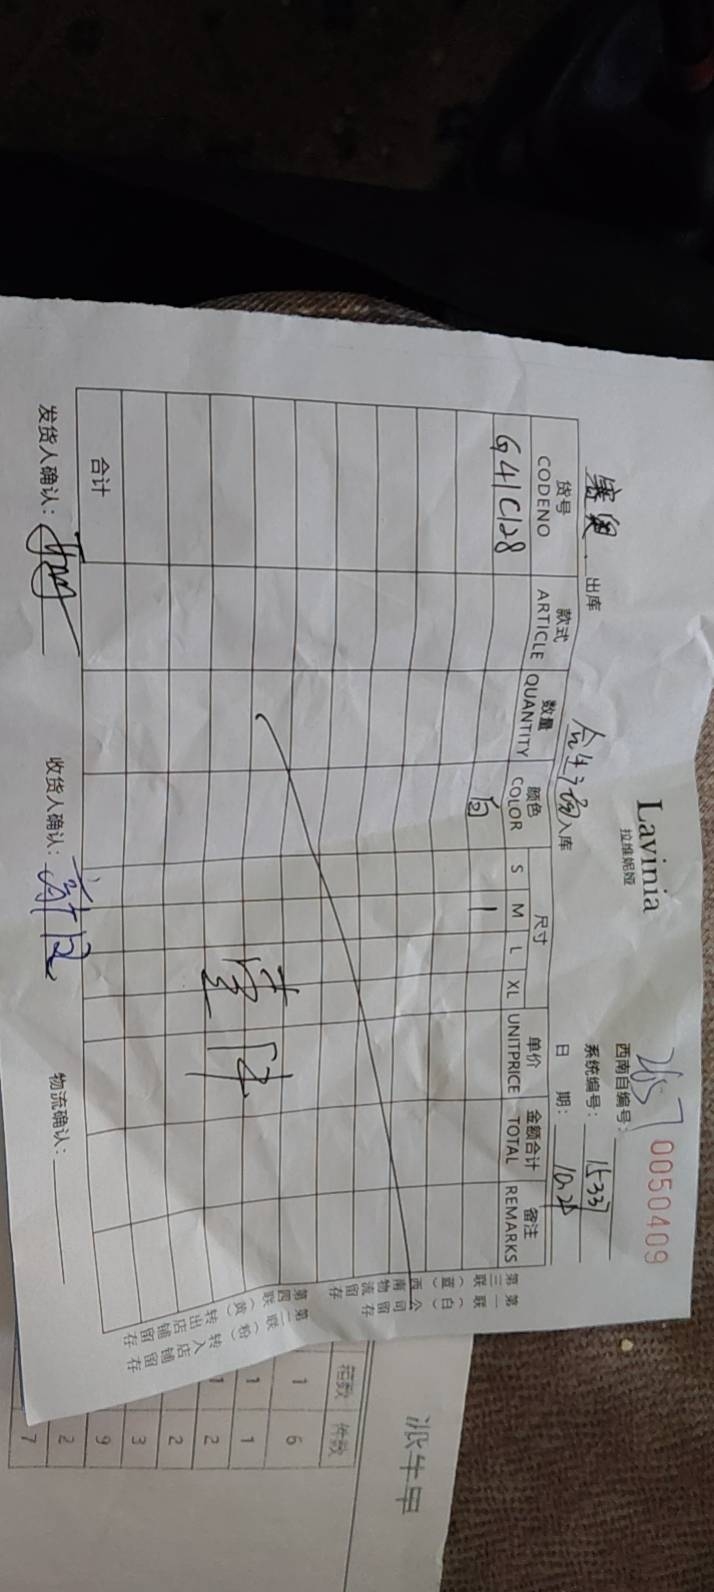 Lavinia
拉维妮娅
0050409
西南自编号：
系统编号： 1533
出库 入库 日 期：
货号 款式 数量 颜色 尺寸 单价 金额合计 备注
CODENO ARTICLE QUANTITY COLOR S M L XL UNITPRICE TOTAL REMARKS
G41C128 白 1
合计
发货人确认： 收货人确认： 物流确认：
第一联（白）公司留存
第三联（蓝）西南物流留存
第二联（粉）转入店铺留存
第四联（黄）转出店铺留存
派牛早
箱数 件数
1 6
1 1
1 2
2
3
9
2
7